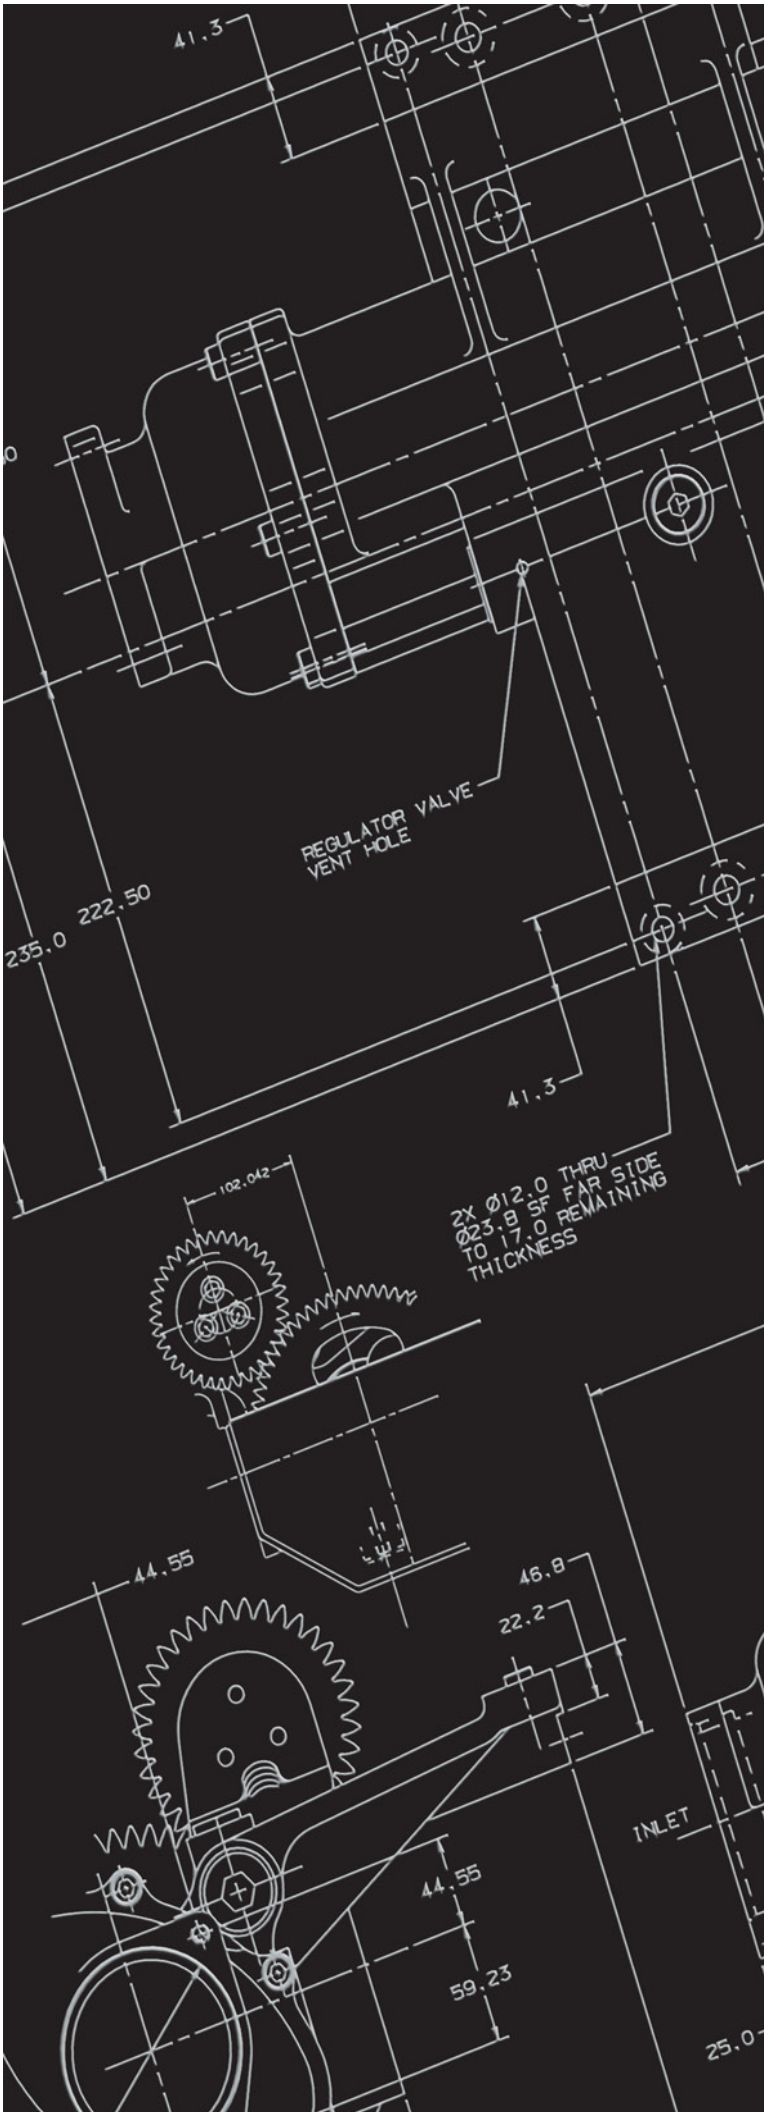 41.3
222.50
235.0
REGULATOR VALVE
VENT HOLE
41.3
102.042
2X Ø12.0 THRU
Ø23.8 SF FAR SIDE
TO 17.0 REMAINING
THICKNESS
44.55
46.8
22.2
INLET
44.55
59.23
25.0